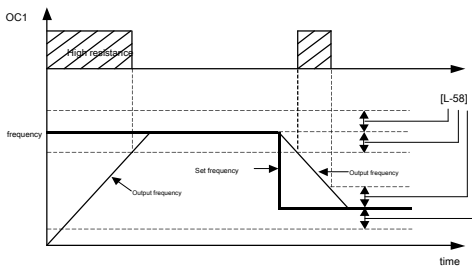 OC1
High resistance
[L-58]
frequency
Set frequency
Output frequency
Output frequency
time